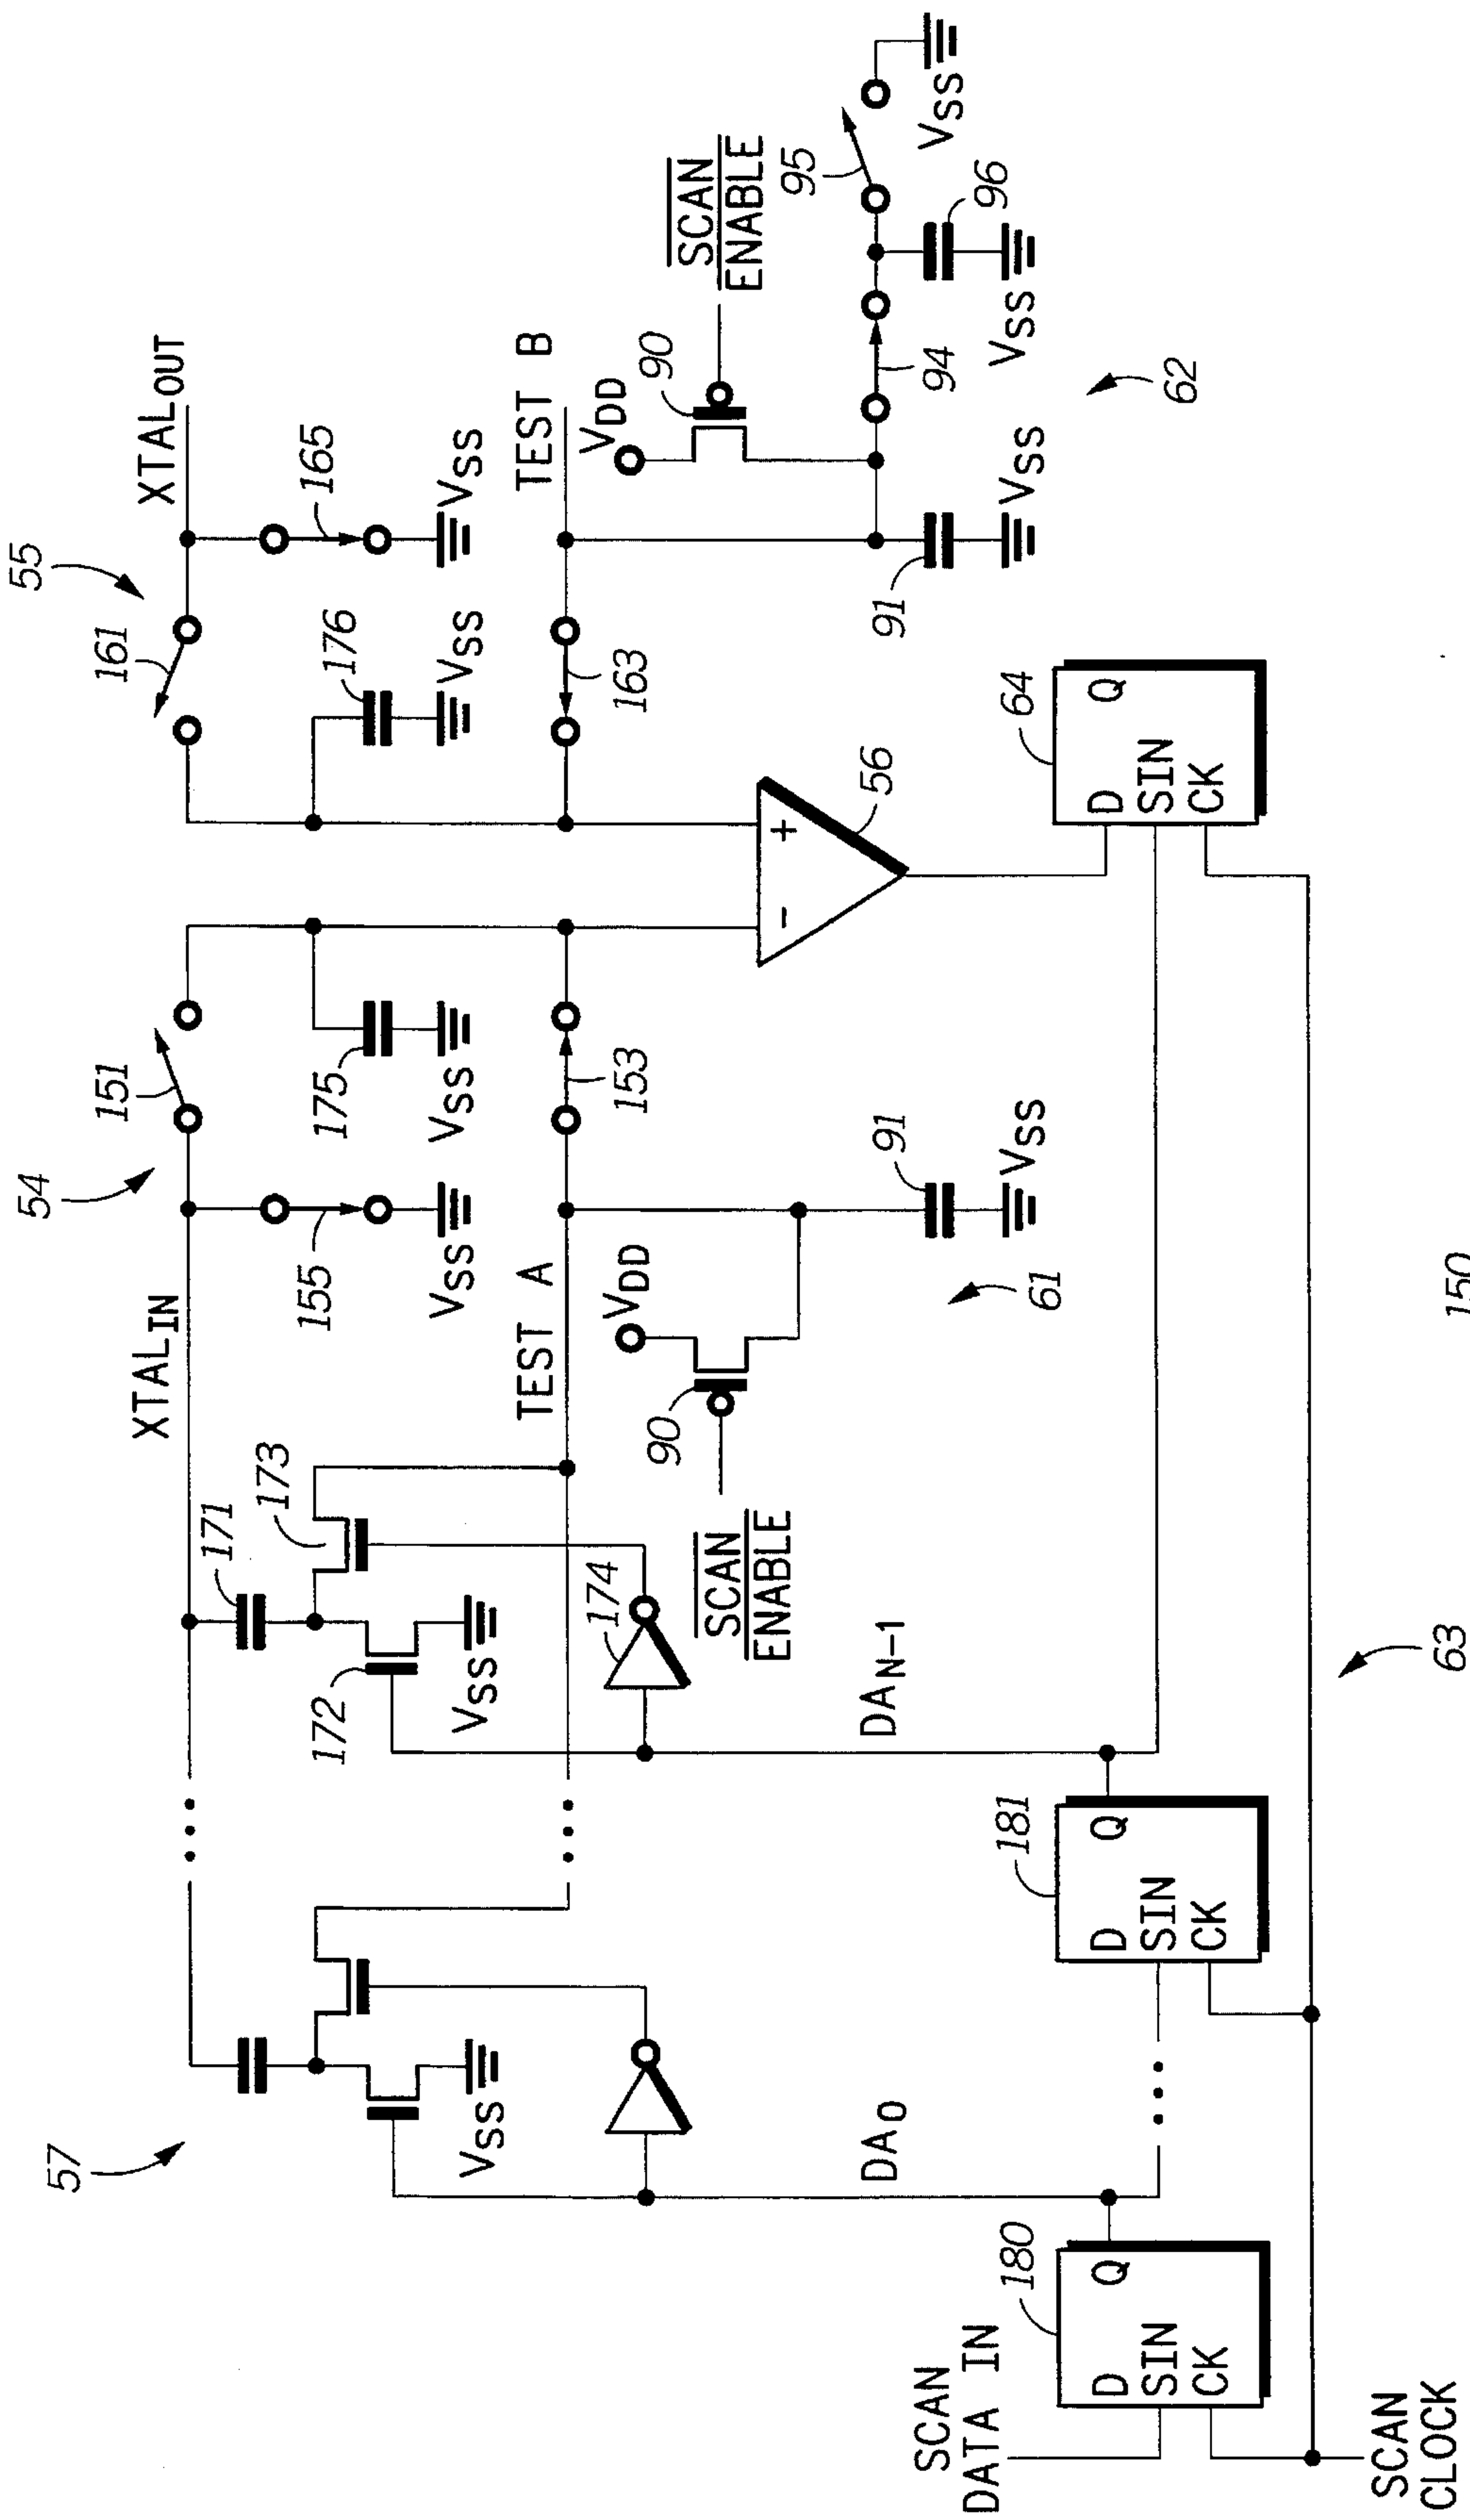 57
54
55
XTALIN
XTALOUT
151
161
171
173
172
VSS
VSS
155
VSS
175
VSS
176
VSS
165
VSS
TEST A
TEST B
174
153
163
SCAN
ENABLE
90
VDD
91
VSS
61
56
VDD
90
SCAN
ENABLE
91
VSS
94
95
96
VSS
VSS
62
DA0
DAN-1
SCAN
DATA IN
180
D
SIN
CK
Q
181
D
SIN
CK
Q
64
D
SIN
CK
Q
SCAN
CLOCK
63
150